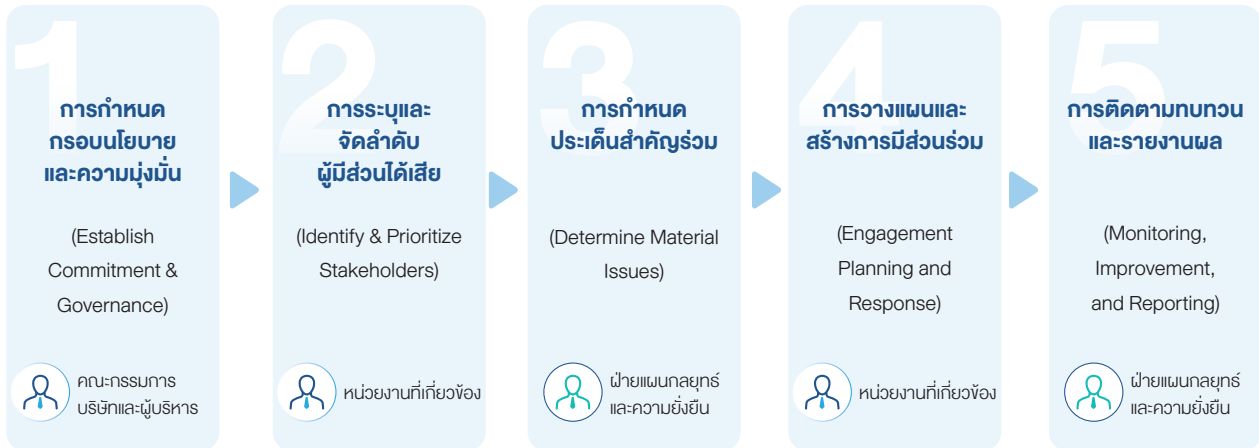 1
การกำหนด
กรอบนโยบาย
และความมุ่งมั่น
(Establish
Commitment &
Governance)
คณะกรรมการ
บริษัทและผู้บริหาร
2
การระบุและ
จัดลำดับ
ผู้มีส่วนได้เสีย
(Identify & Prioritize
Stakeholders)
หน่วยงานที่เกี่ยวข้อง
3
การกำหนด
ประเด็นสำคัญร่วม
(Determine Material
Issues)
ฝ่ายแผนกลยุทธ์
และความยั่งยืน
4
การวางแผนและ
สร้างการมีส่วนร่วม
(Engagement
Planning and
Response)
หน่วยงานที่เกี่ยวข้อง
5
การติดตามทบทวน
และรายงานผล
(Monitoring,
Improvement,
and Reporting)
ฝ่ายแผนกลยุทธ์
และความยั่งยืน